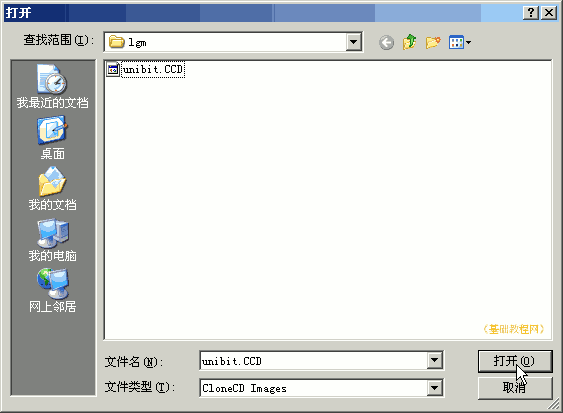 打开
查找范围(I):
lgm
unibit.CCD
我最近的文档
桌面
我的文档
我的电脑
网上邻居
(基础教程网)
文件名(N):
unibit.CCD
打开(O)
文件类型(T):
CloneCD Images
取消